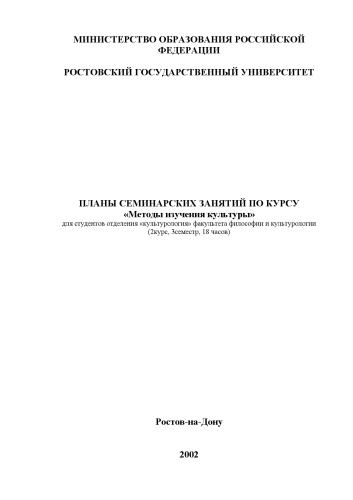 МИНИСТЕРСТВО ОБРАЗОВАНИЯ РОССИЙСКОЙ
ФЕДЕРАЦИИ
РОСТОВСКИЙ ГОСУДАРСТВЕННЫЙ УНИВЕРСИТЕТ
ПЛАНЫ СЕМИНАРСКИХ ЗАНЯТИЙ ПО КУРСУ
«Методы изучения культуры»
для студентов отделения «культурология» факультета философии и культурологии
(2курс, 3семестр, 18 часов)
Ростов-на-Дону
2002